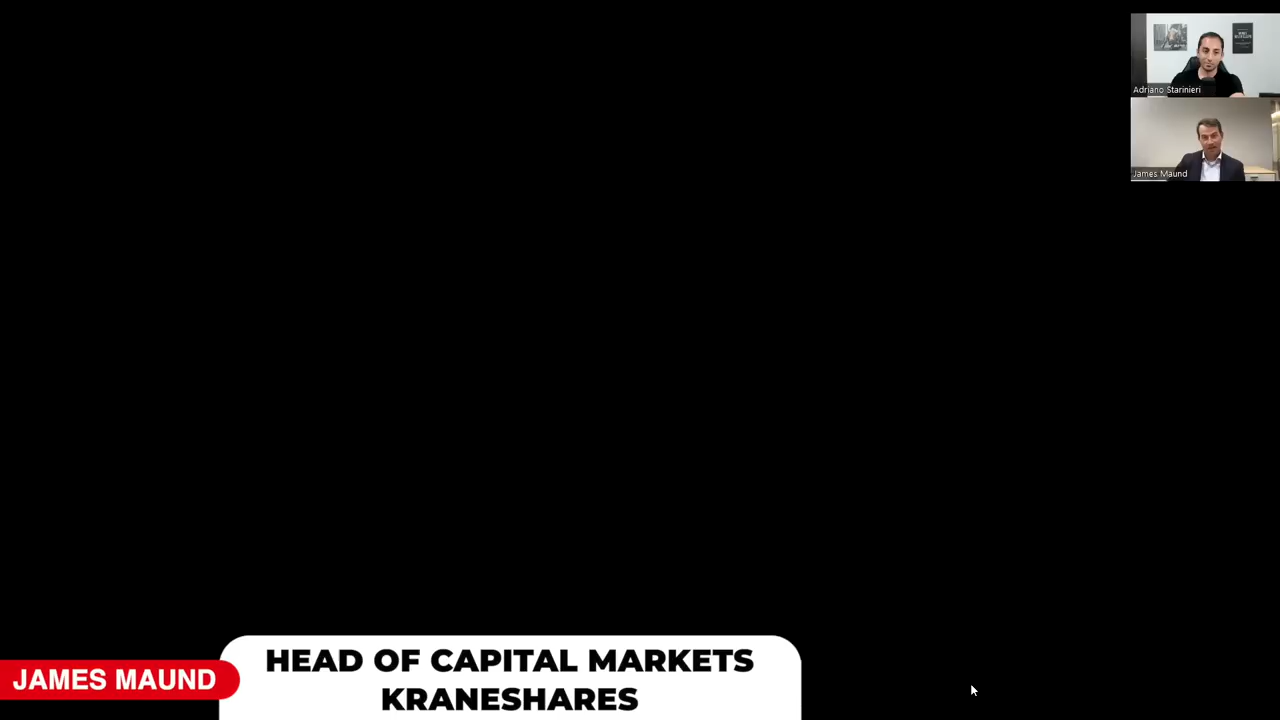 Adriano Starinieri
James Maund
HEAD OF CAPITAL MARKETS
JAMES MAUND
KRANESHARES